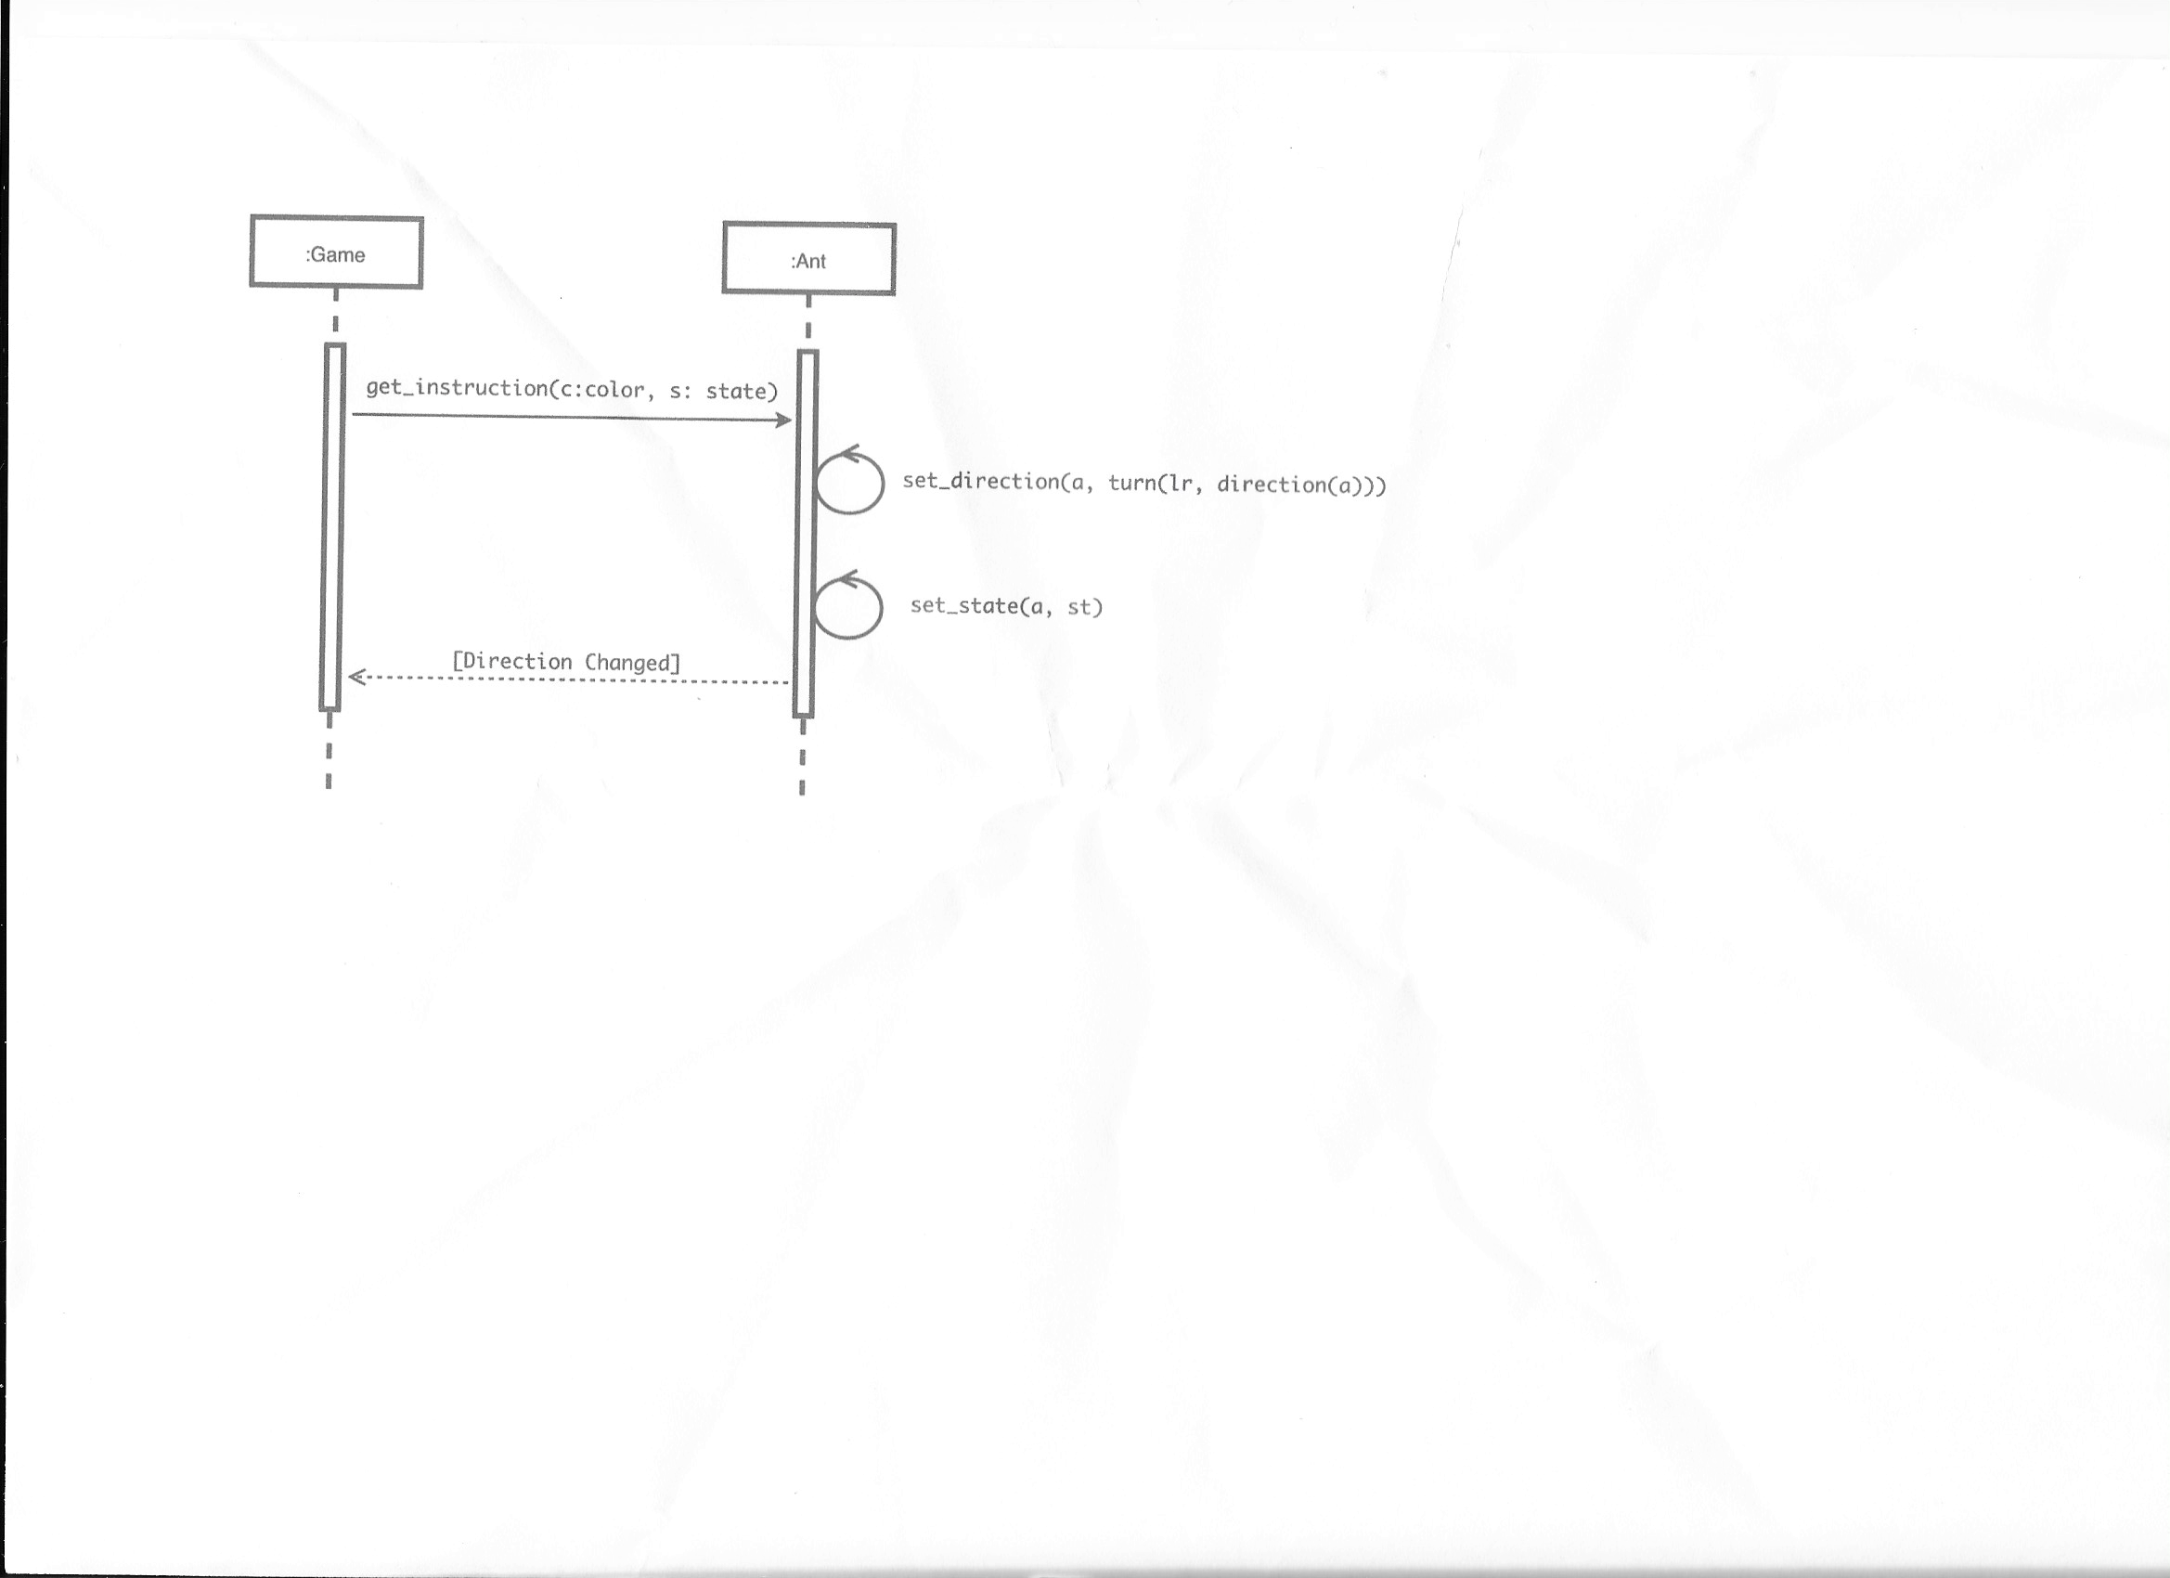 :Game
:Ant
get_instruction(c:color, s: state)
set_direction(a, turn(lr, direction(a)))
set_state(a, st)
[Direction Changed]